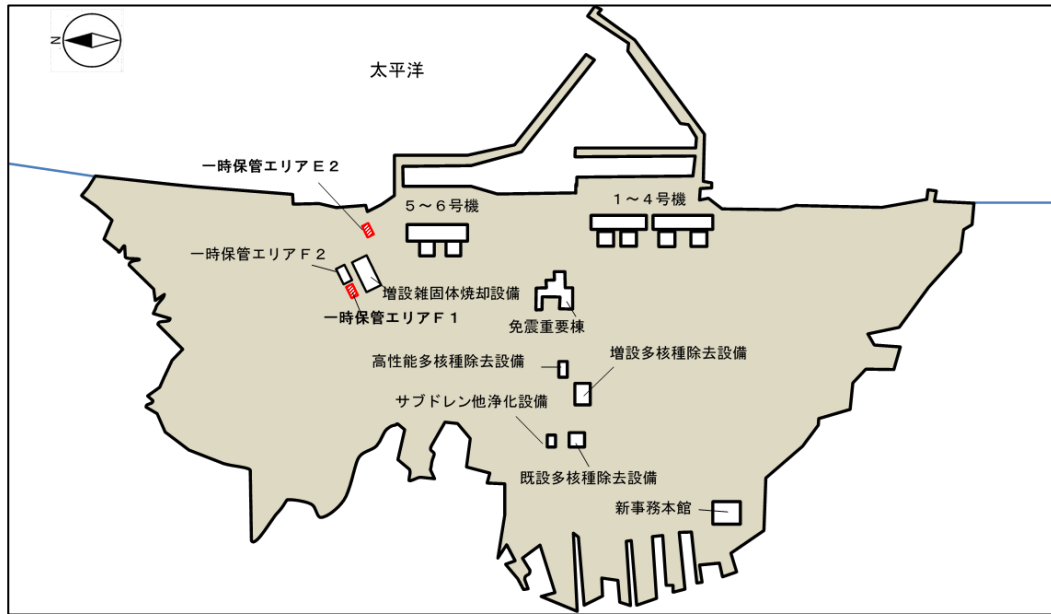 N
太平洋
一時保管エリアE2
5~6号機
1~4号機
一時保管エリアF2
増設雑固体焼却設備
一時保管エリアF1
免震重要棟
高性能多核種除去設備
増設多核種除去設備
サブドレン他浄化設備
既設多核種除去設備
新事務本館